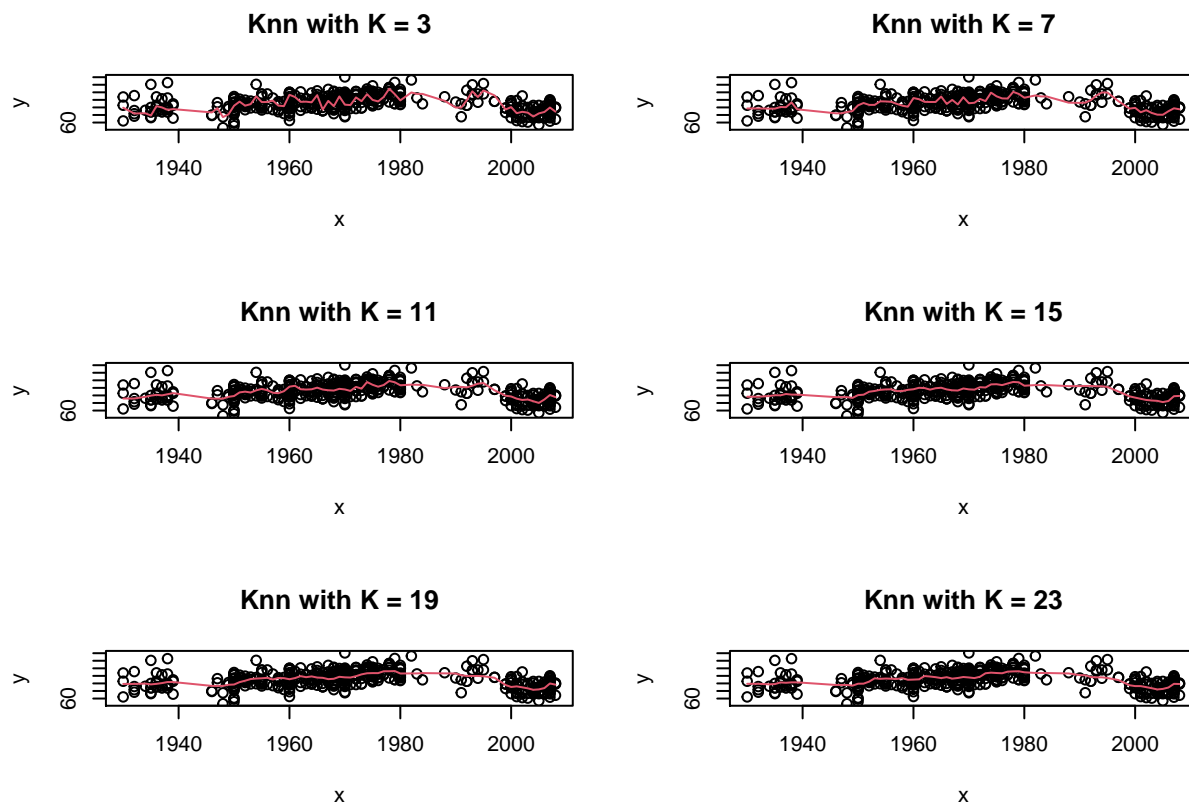 Knn with K = 3
y
60
1940 1960 1980 2000
x
Knn with K = 7
y
60
1940 1960 1980 2000
x
Knn with K = 11
y
60
1940 1960 1980 2000
x
Knn with K = 15
y
60
1940 1960 1980 2000
x
Knn with K = 19
y
60
1940 1960 1980 2000
x
Knn with K = 23
y
60
1940 1960 1980 2000
x